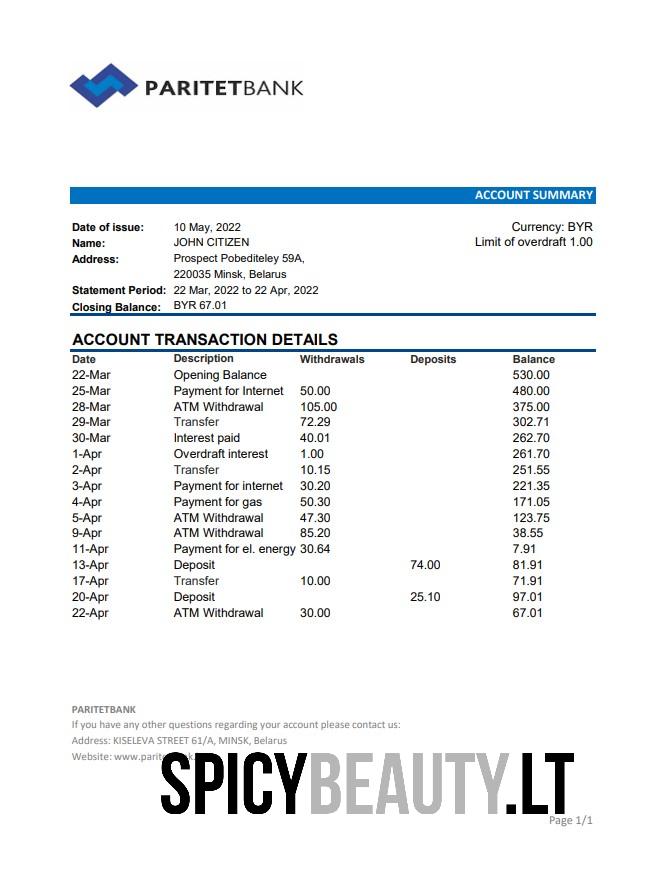 PARITETBANK
ACCOUNT SUMMARY
Date of issue: 10 May, 2022 Currency: BYR
Name: JOHN CITIZEN Limit of overdraft 1.00
Address: Prospect Pobediteley 59A,
220035 Minsk, Belarus
Statement Period: 22 Mar, 2022 to 22 Apr, 2022
Closing Balance: BYR 67.01
ACCOUNT TRANSACTION DETAILS
Date Description Withdrawals Deposits Balance
22-Mar Opening Balance 530.00
25-Mar Payment for Internet 50.00 480.00
28-Mar ATM Withdrawal 105.00 375.00
29-Mar Transfer 72.29 302.71
30-Mar Interest paid 40.01 262.70
1-Apr Overdraft interest 1.00 261.70
2-Apr Transfer 10.15 251.55
3-Apr Payment for internet 30.20 221.35
4-Apr Payment for gas 50.30 171.05
5-Apr ATM Withdrawal 47.30 123.75
9-Apr ATM Withdrawal 85.20 38.55
11-Apr Payment for el. energy 30.64 7.91
13-Apr Deposit 74.00 81.91
17-Apr Transfer 10.00 71.91
20-Apr Deposit 25.10 97.01
22-Apr ATM Withdrawal 30.00 67.01
PARITETBANK
If you have any other questions regarding your account please contact us:
Address: KISELEVA STREET 61/A, MINSK, Belarus
Website:
SPICYBEAUTY.LT
Page 1/1